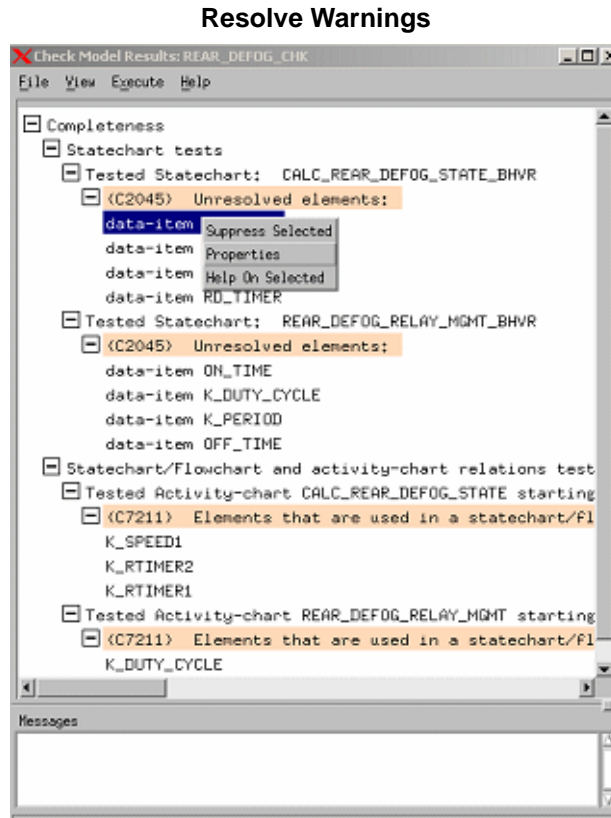 Resolve Warnings
Check Model Results: REAR_DEFOG_CHK
File View Execute Help
Completeness
Statechart tests
Tested Statechart: CALC_REAR_DEFOG_STATE_BHVR
(C2045) Unresolved elements:
data-item
Suppress Selected
data-item
Properties
data-item
Help On Selected
data-item RD_TIMER
Tested Statechart: REAR_DEFOG_RELAY_MGMT_BHVR
(C2045) Unresolved elements:
data-item ON_TIME
data-item K_DUTY_CYCLE
data-item K_PERIOD
data-item OFF_TIME
Statechart/Flowchart and activity-chart relations test
Tested Activity-chart CALC_REAR_DEFOG_STATE starting
(C7211) Elements that are used in a statechart/fl
K_SPEED1
K_RTIMER2
K_RTIMER1
Tested Activity-chart REAR_DEFOG_RELAY_MGMT starting
(C7211) Elements that are used in a statechart/fl
K_DUTY_CYCLE
Messages